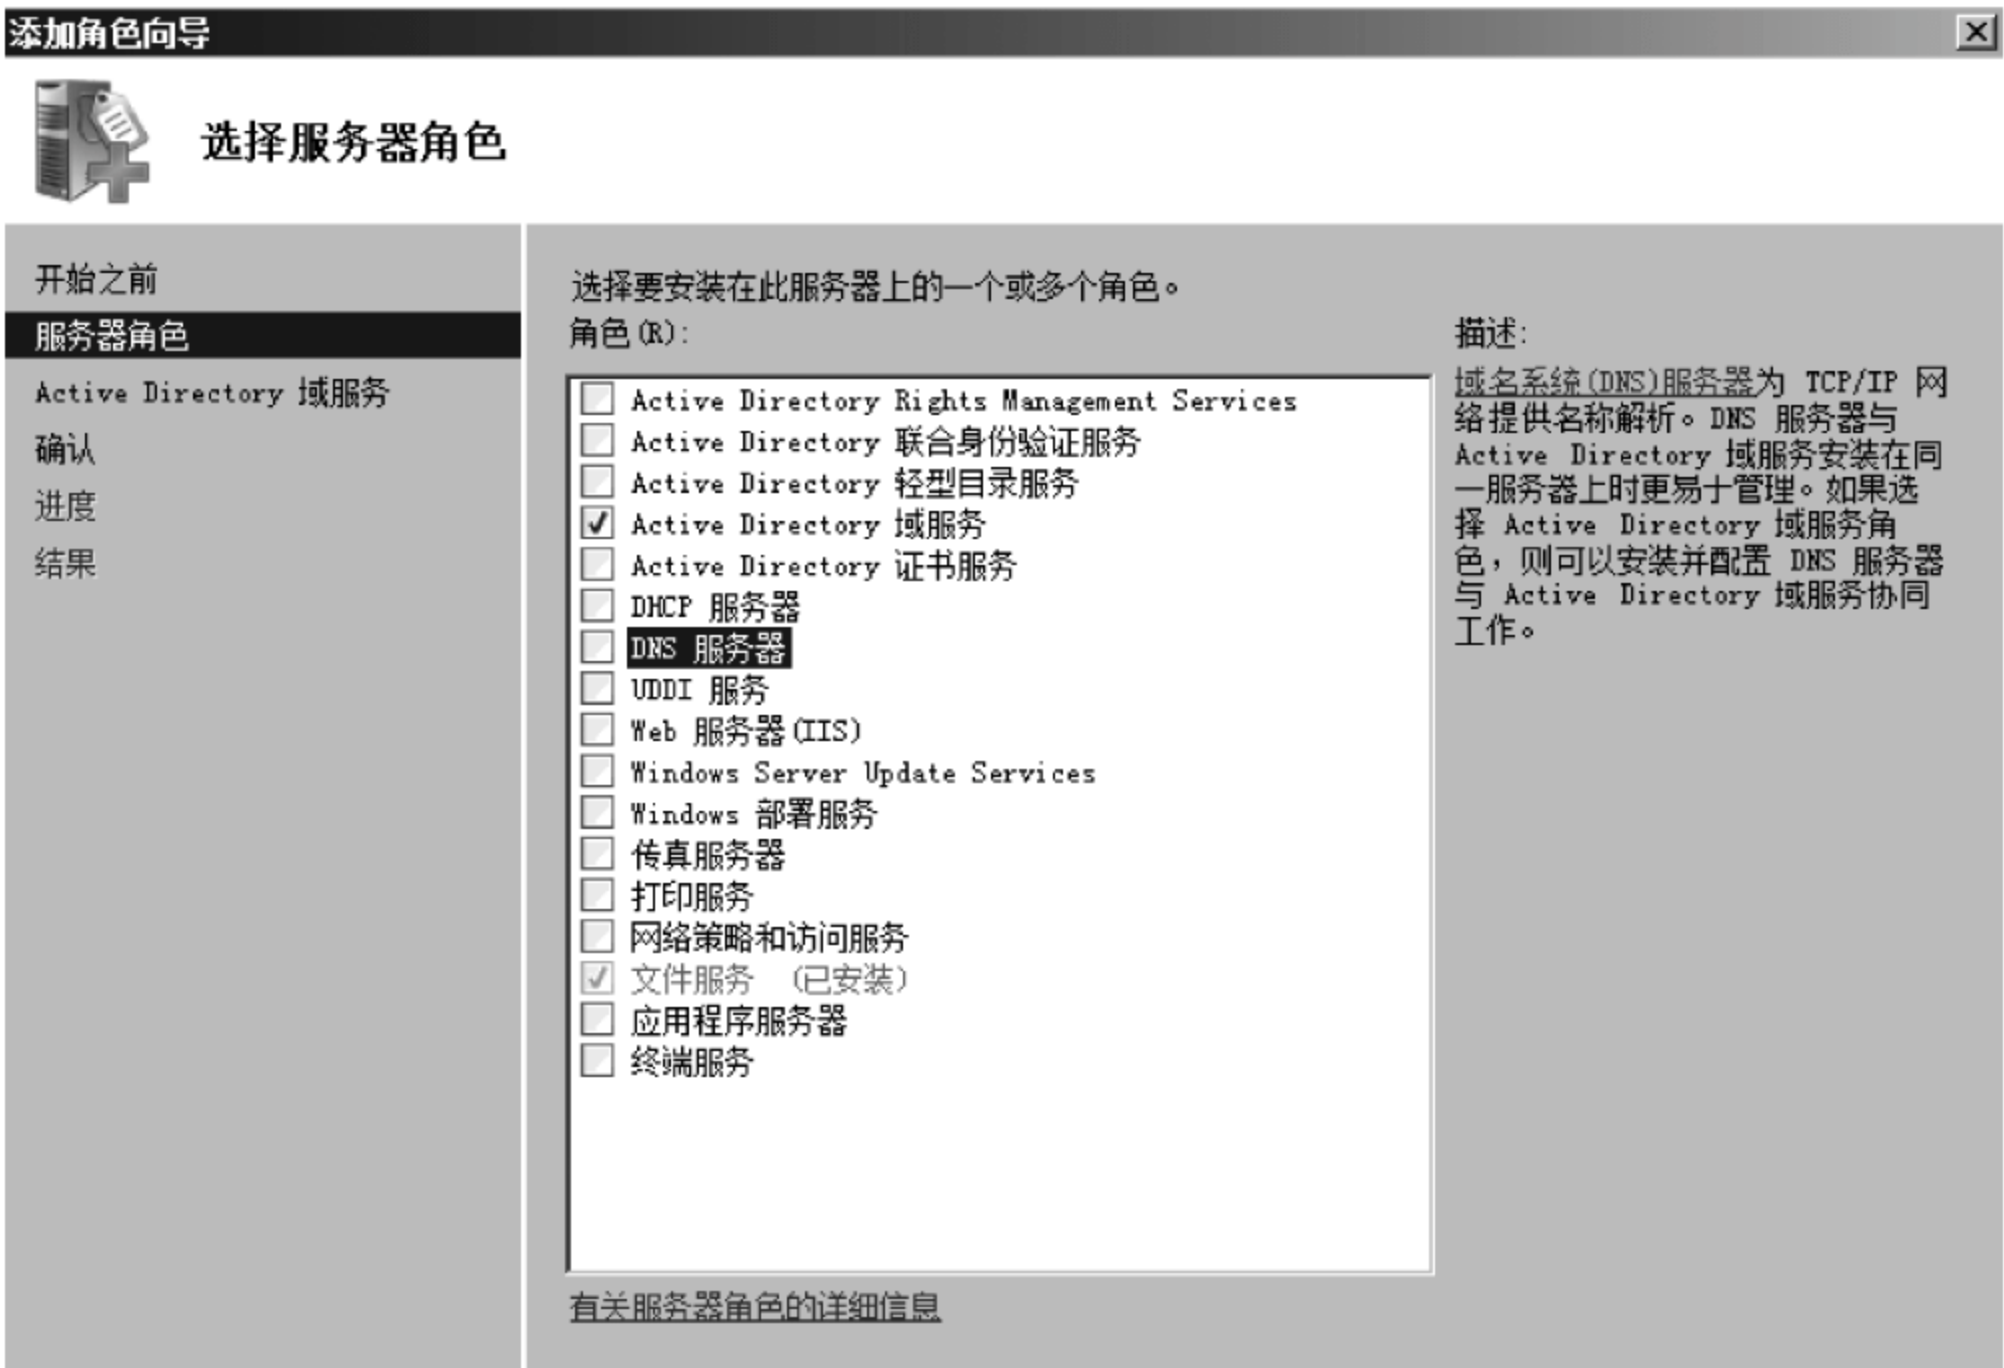 添加角色向导
选择服务器角色
开始之前
服务器角色
Active Directory 域服务
确认
进度
结果
选择要安装在此服务器上的一个或多个角色。
角色(R):
Active Directory Rights Management Services
Active Directory 联合身份验证服务
Active Directory 轻型目录服务
Active Directory 域服务
Active Directory 证书服务
DHCP 服务器
DNS 服务器
UDDI 服务
Web 服务器(IIS)
Windows Server Update Services
Windows 部署服务
传真服务器
打印服务
网络策略和访问服务
文件服务 (已安装)
应用程序服务器
终端服务
有关服务器角色的详细信息
描述:
域名系统(DNS)服务器为 TCP/IP 网
络提供名称解析。DNS 服务器与
Active Directory 域服务安装在同
一服务器上时更易于管理。如果选
择 Active Directory 域服务角
色，则可以安装并配置 DNS 服务器
与 Active Directory 域服务协同
工作。